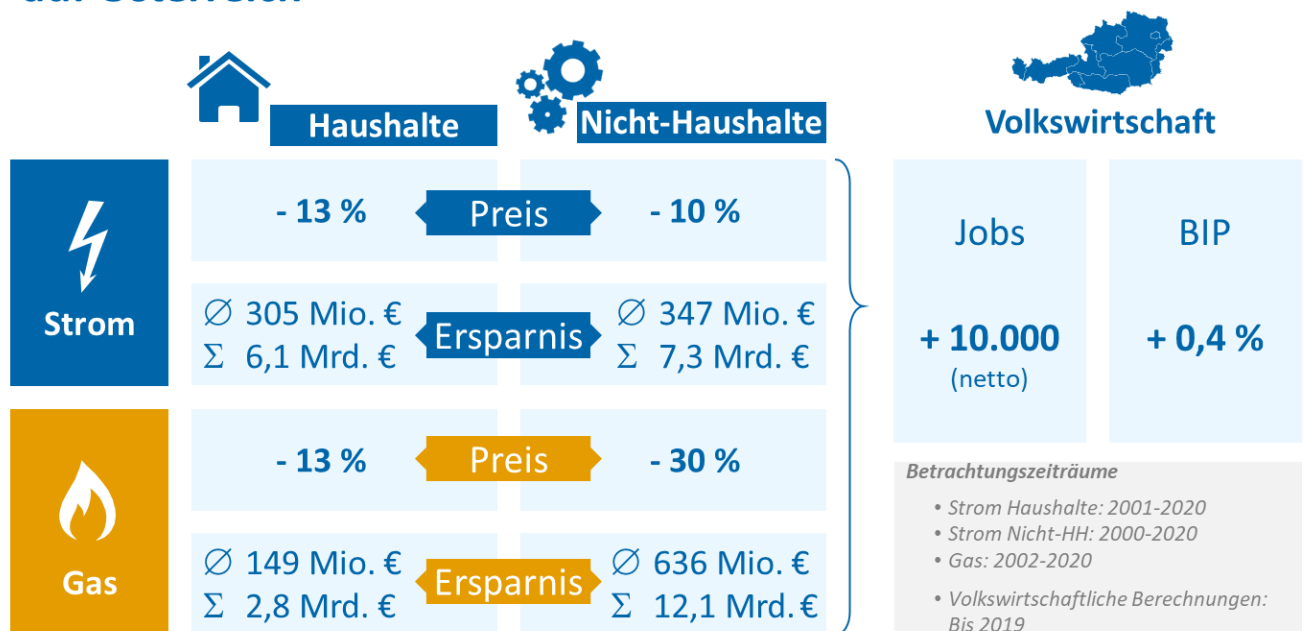 Haushalte
Nicht-Haushalte
Volkswirtschaft
Strom
- 13 %
Preis
- 10 %
Ø 305 Mio. €
Σ 6,1 Mrd. €
Ersparnis
Ø 347 Mio. €
Σ 7,3 Mrd. €
Gas
- 13 %
Preis
- 30 %
Ø 149 Mio. €
Σ 2,8 Mrd. €
Ersparnis
Ø 636 Mio. €
Σ 12,1 Mrd. €
Jobs
+ 10.000
(netto)
BIP
+ 0,4 %
Betrachtungszeiträume
• Strom Haushalte: 2001-2020
• Strom Nicht-HH: 2000-2020
• Gas: 2002-2020
• Volkswirtschaftliche Berechnungen:
Bis 2019